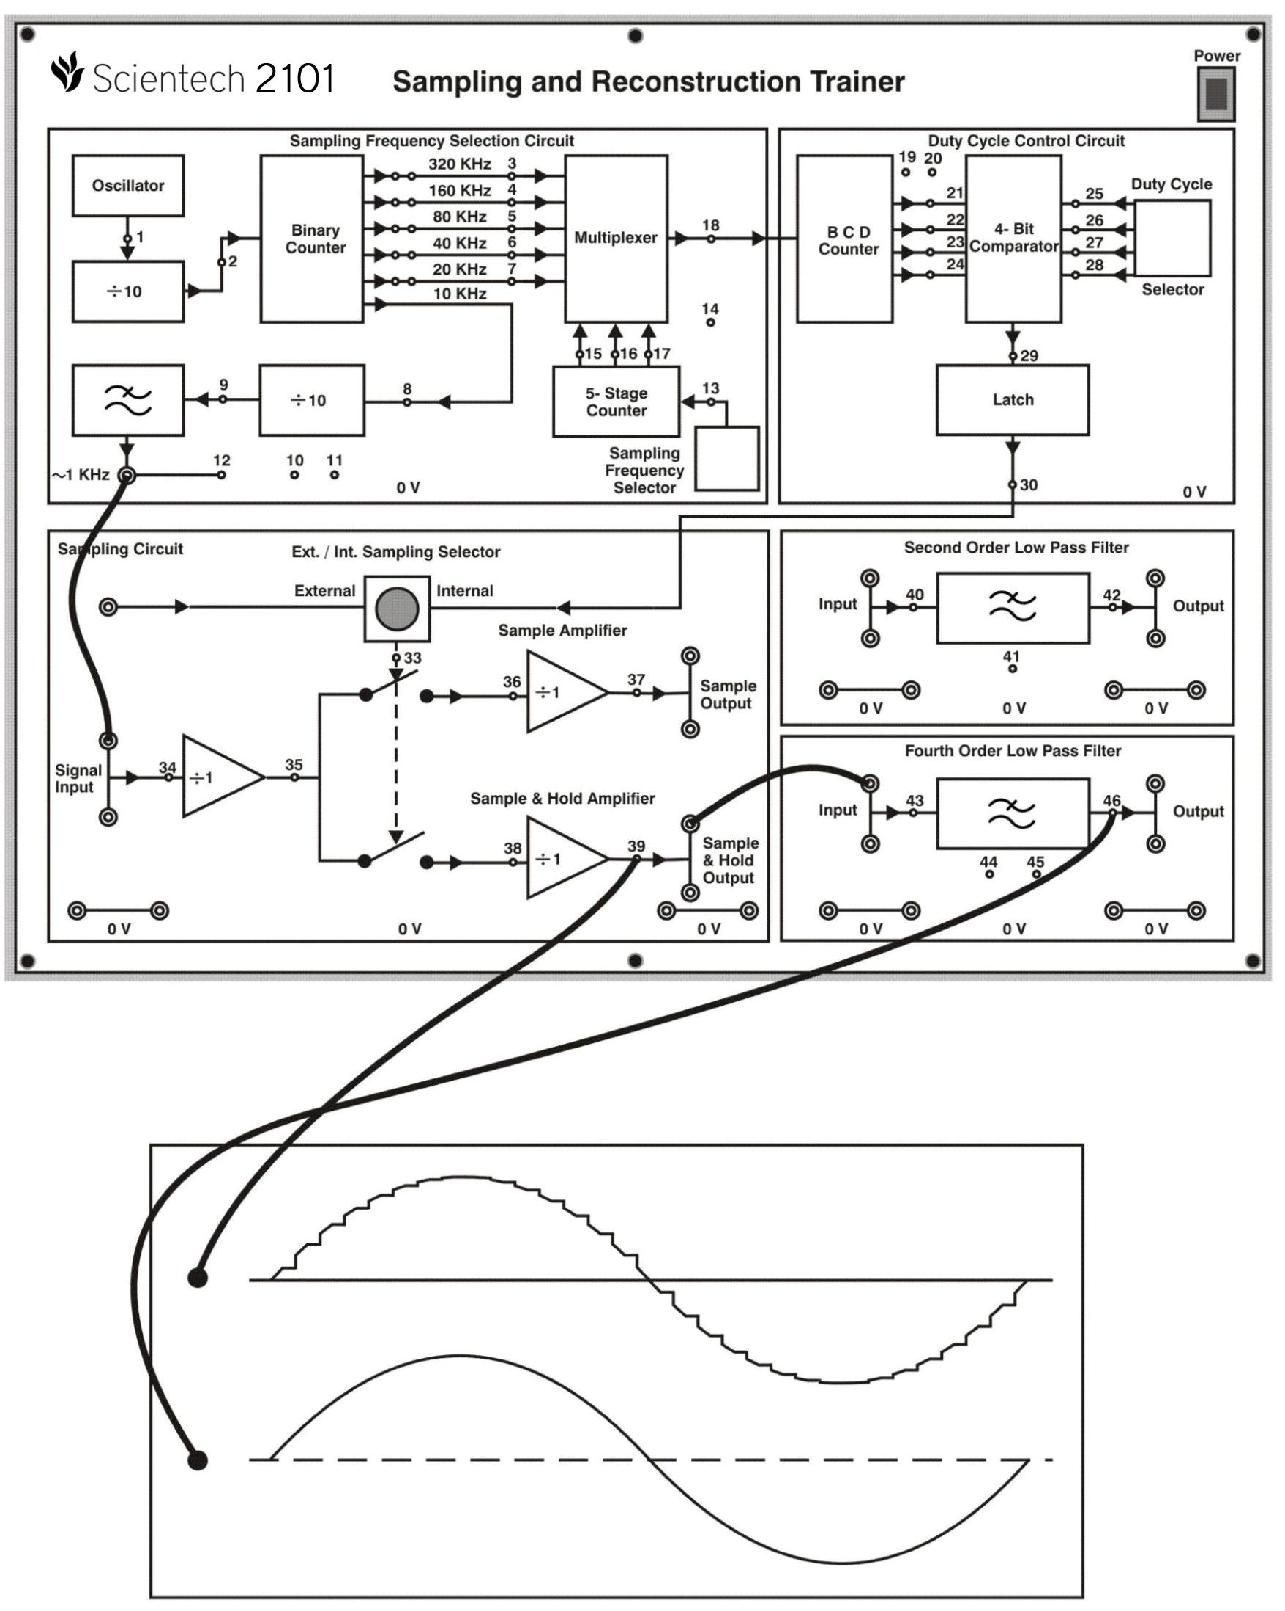 Scientech 2101
Sampling and Reconstruction Trainer
Power
Sampling Frequency Selection Circuit
Oscillator
1
÷10
2
Binary
Counter
320 KHz 3
160 KHz 4
80 KHz 5
40 KHz 6
20 KHz 7
10 KHz
Multiplexer
18
14
15 16 17
5- Stage
Counter
13
Sampling
Frequency
Selector
8
÷10
9
~1 KHz
12
10 11
0 V
Duty Cycle Control Circuit
B C D
Counter
19 20
21
22
23
24
4- Bit
Comparator
25
26
27
28
Duty Cycle
Selector
29
Latch
30
0 V
Sampling Circuit
Ext. / Int. Sampling Selector
External
Internal
33
Sample Amplifier
36
÷1
37
Sample
Output
Signal
Input
34
÷1
35
Sample & Hold Amplifier
38
÷1
39
Sample
& Hold
Output
0 V
0 V
0 V
Second Order Low Pass Filter
Input
40
42
Output
41
0 V
0 V
0 V
Fourth Order Low Pass Filter
Input
43
46
Output
44 45
0 V
0 V
0 V